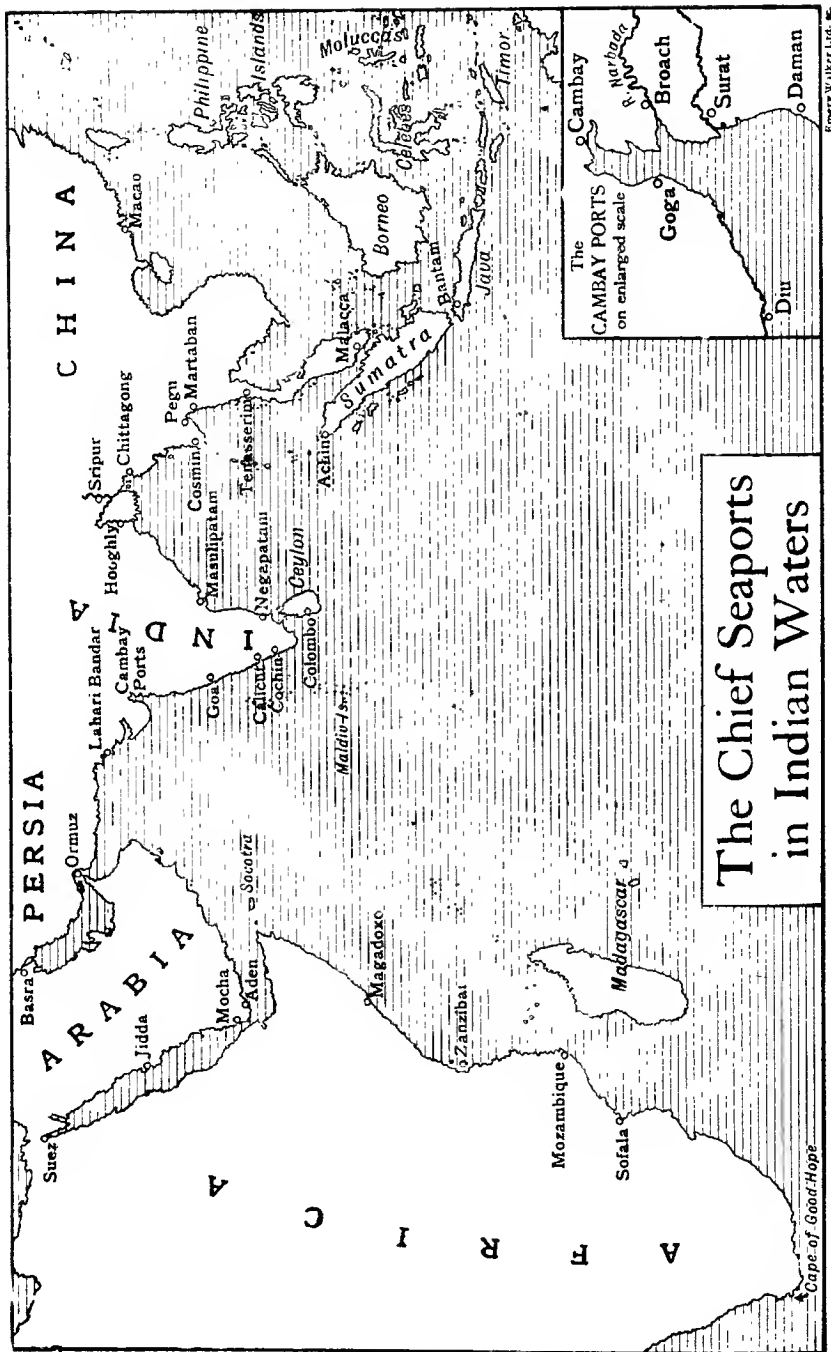 The Chief Seaports
in Indian Waters
CHINA
PERSIA
ARABIA
INDIA
AFRICA
Suez
Jidda
Basra
Mocha
Aden
Ormuz
Socotra
Magadoxo
Zanzibar
Mozambique
Sofala
Madagascar
Cape of Good Hope
Lahari Bandar
Cambay
Ports
Goa
Calicut
Cochin
Colombo
Ceylon
Maldiv Is.
Negapatam
Masulipatam
Hooghly
Sripur
Chittagong
Pegu
Martaban
Cosmin
Tenasserim
Achin
Malacca
Sumatra
Bantam
Java
Borneo
Celebes
Timor
Moluccas
Philippine
Islands
Macao
The
CAMBAY PORTS
on enlarged scale
Cambay
R. Narbada
Broach
Surat
Daman
Goga
Diu
Emery Walker Ltd.